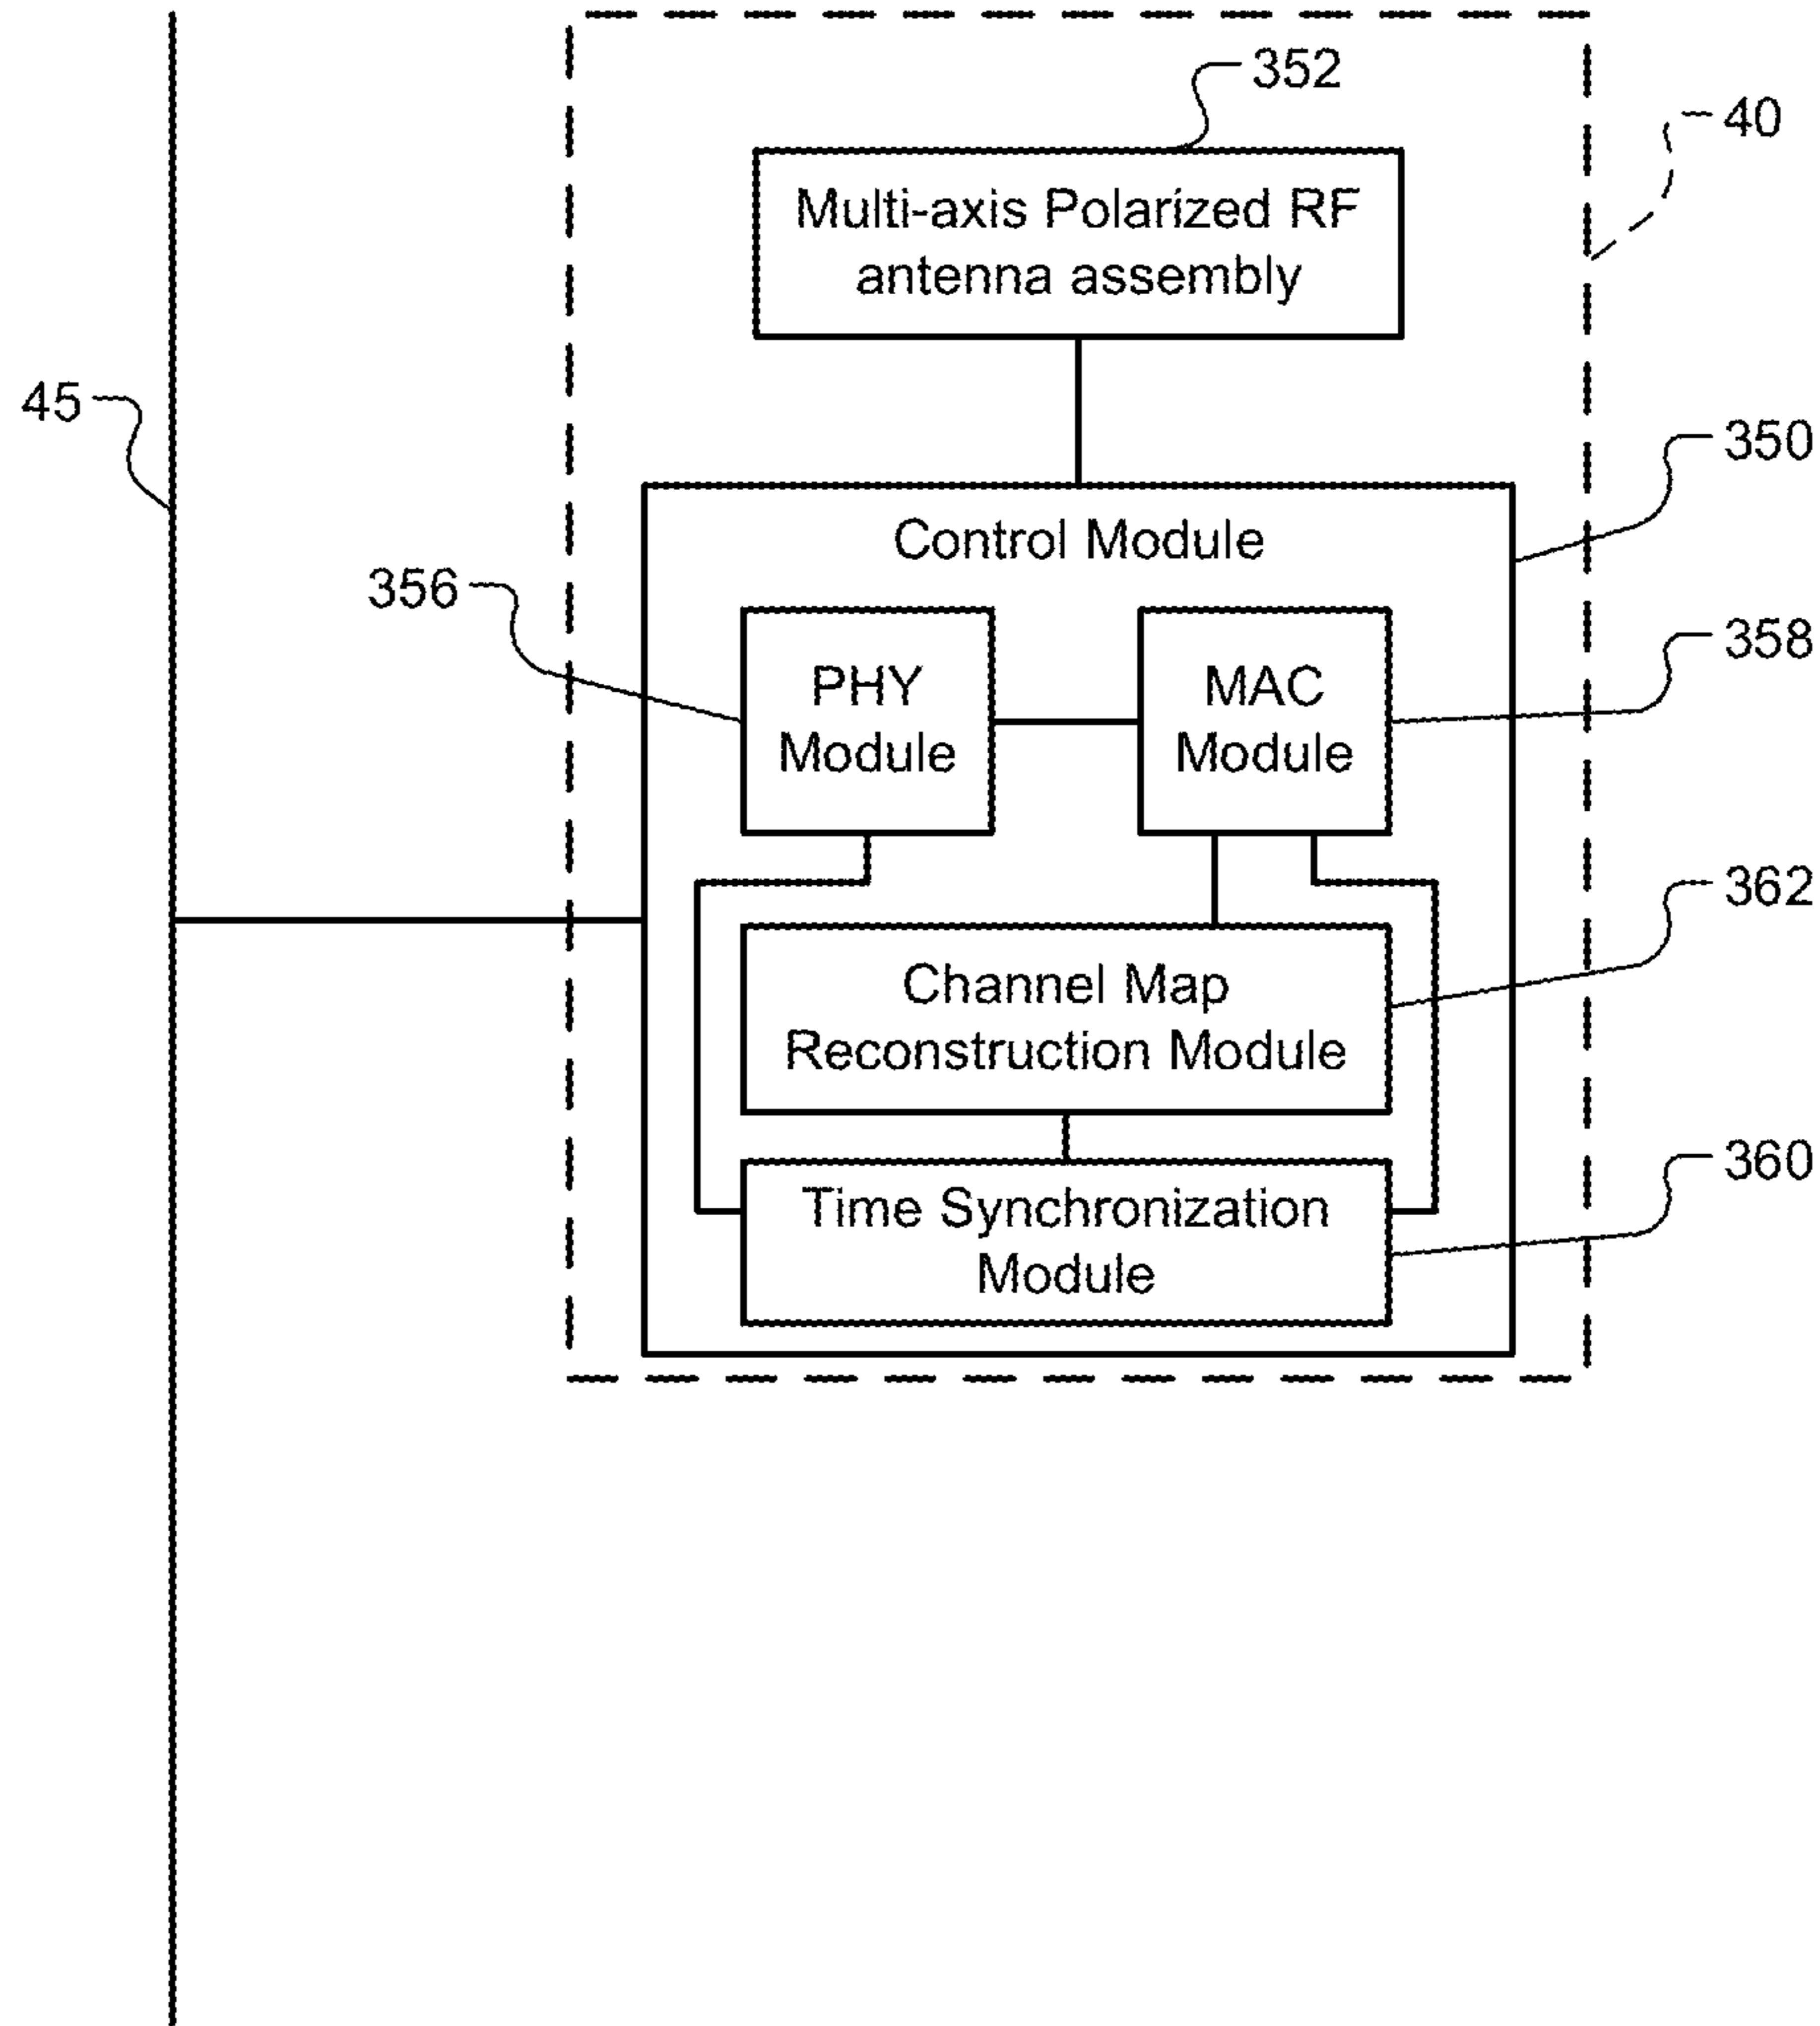 352
40
Multi-axis Polarized RF
antenna assembly
45
350
Control Module
356
358
PHY
Module
MAC
Module
362
Channel Map
Reconstruction Module
360
Time Synchronization
Module